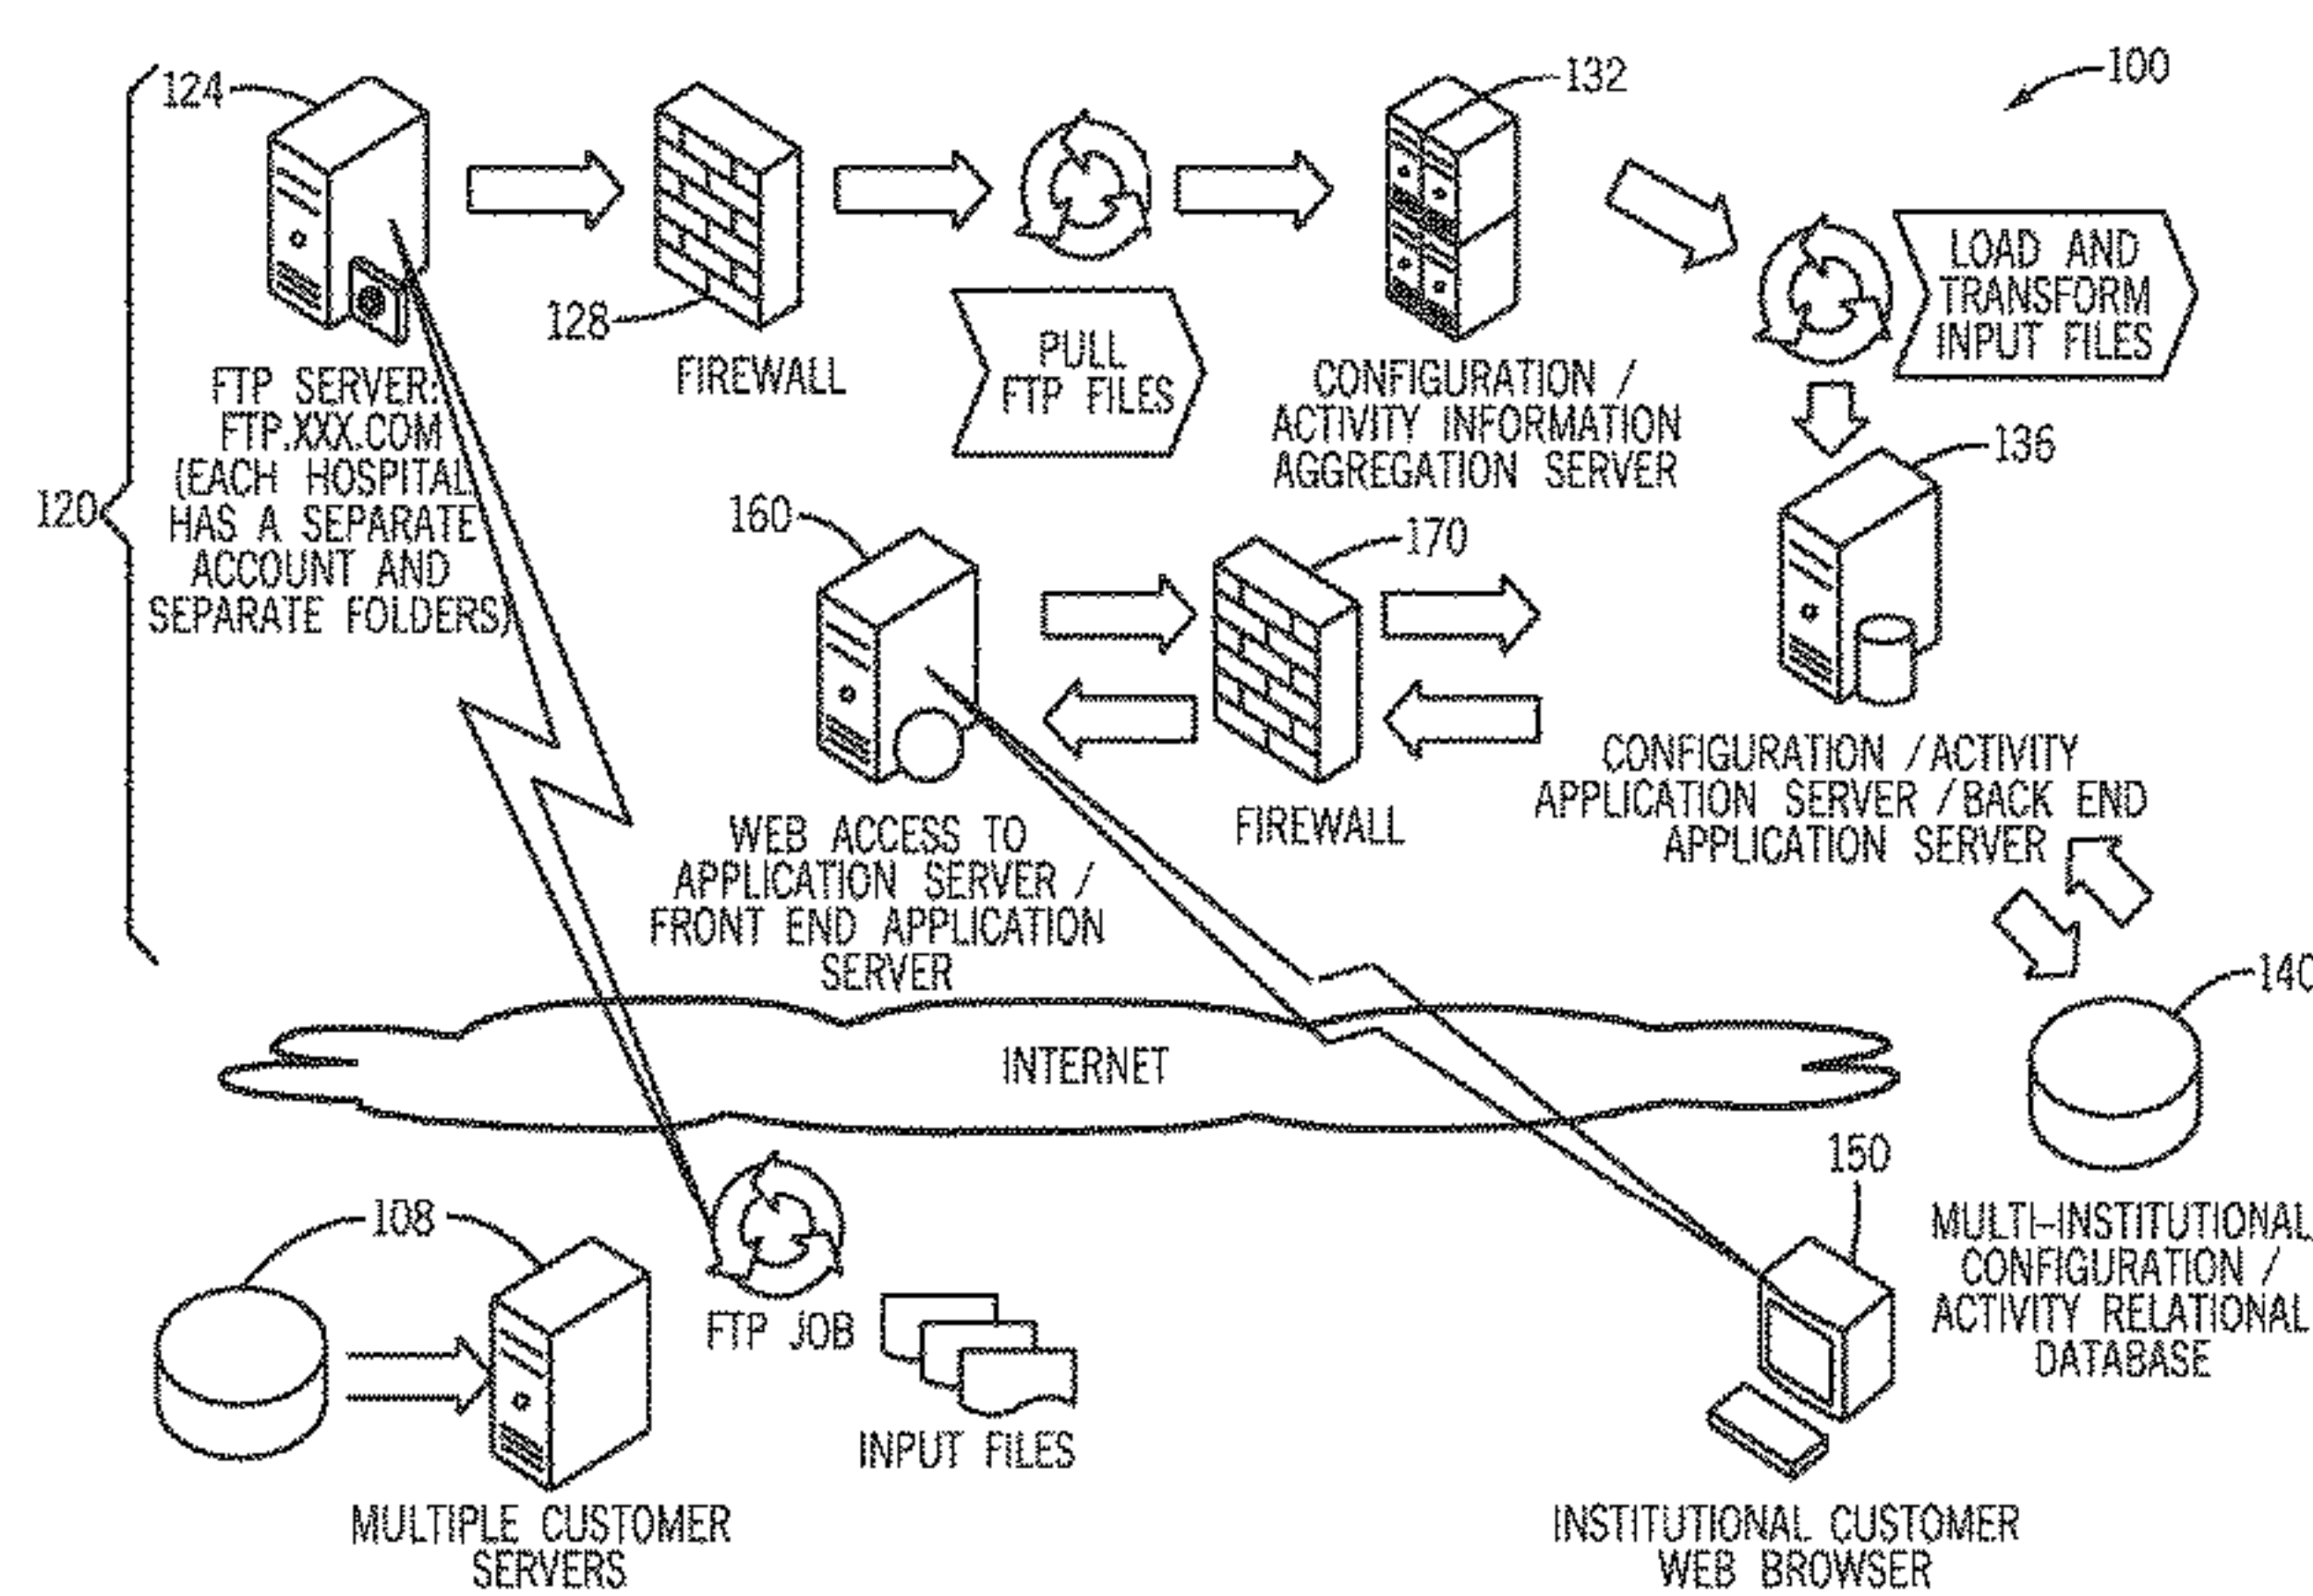 124
132
100
LOAD AND
TRANSFORM
INPUT FILES
128
FIREWALL
PULL
FTP FILES
CONFIGURATION /
ACTIVITY INFORMATION
AGGREGATION SERVER
FTP SERVER:
FTP.XXX.COM
(EACH HOSPITAL
HAS A SEPARATE
ACCOUNT AND
SEPARATE FOLDERS)
120
136
160
170
CONFIGURATION /ACTIVITY
APPLICATION SERVER /BACK END
APPLICATION SERVER
FIREWALL
WEB ACCESS TO
APPLICATION SERVER /
FRONT END APPLICATION
SERVER
140
INTERNET
150
108
MULTI-INSTITUTIONAL
CONFIGURATION /
ACTIVITY RELATIONAL
DATABASE
FTP JOB
INPUT FILES
MULTIPLE CUSTOMER
SERVERS
INSTITUTIONAL CUSTOMER
WEB BROWSER